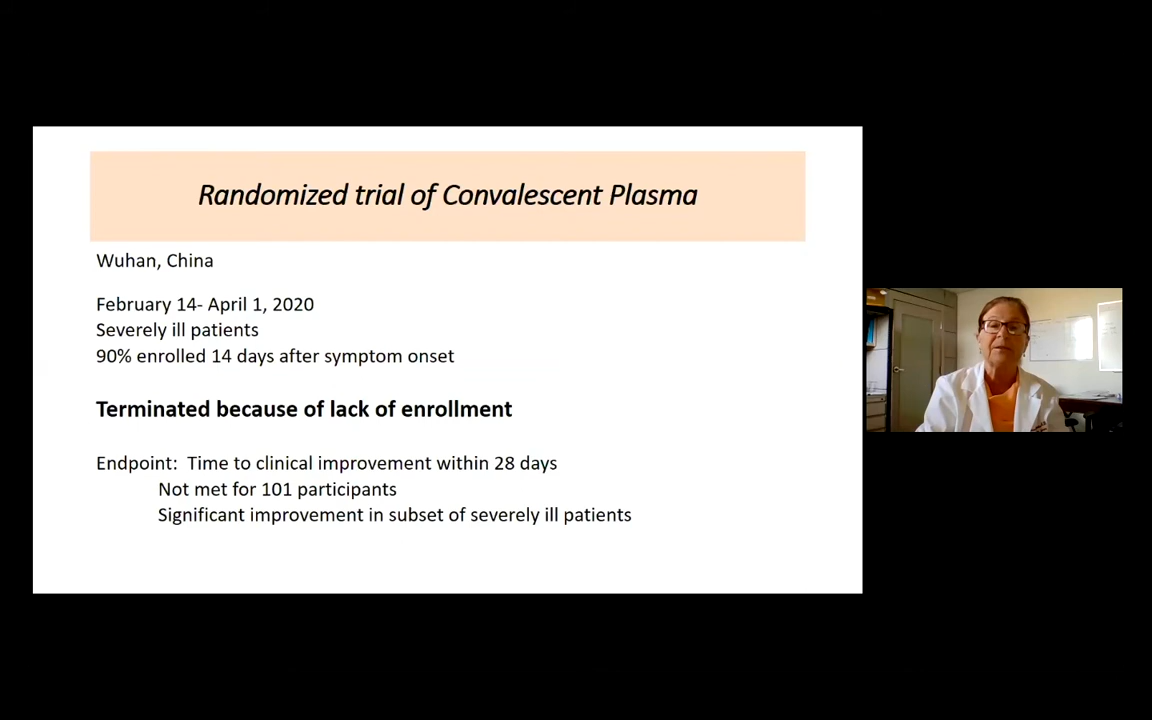 Randomized trial of Convalescent Plasma
Wuhan, China
February 14- April 1, 2020
Severely ill patients
90% enrolled 14 days after symptom onset
Terminated because of lack of enrollment
Endpoint: Time to clinical improvement within 28 days
Not met for 101 participants
Significant improvement in subset of severely ill patients